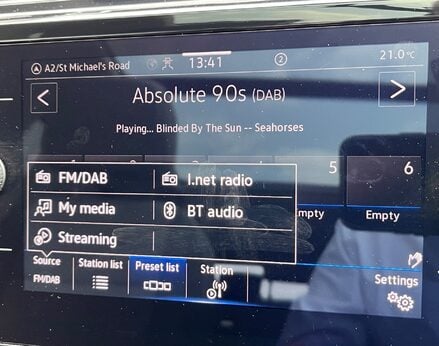 A2/St Michael's Road 13:41 2 21.0°C
< Absolute 90s (DAB) >
Playing... Blinded By The Sun -- Seahorses
FM/DAB I.net radio 5 6
My media BT audio mpty Empty
Streaming
Source Station list Preset list Station Settings
FM/DAB